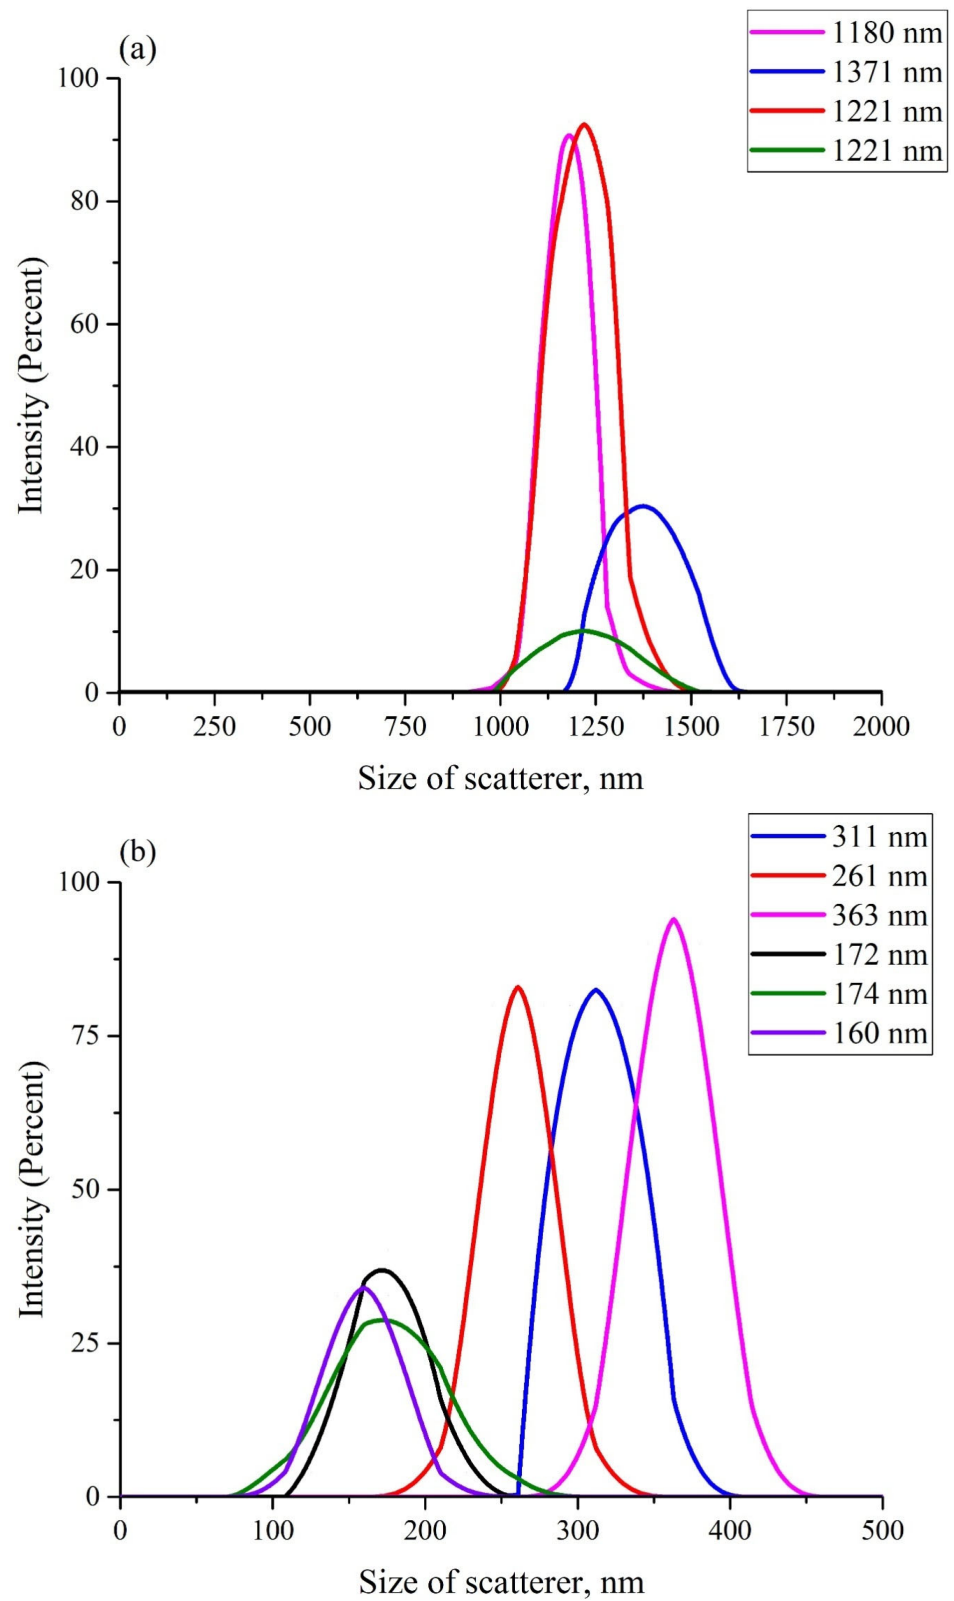 (a)
1180 nm
1371 nm
1221 nm
1221 nm
100
80
60
40
20
0
Intensity (Percent)
0 250 500 750 1000 1250 1500 1750 2000
Size of scatterer, nm
(b)
311 nm
261 nm
363 nm
172 nm
174 nm
160 nm
100
75
50
25
0
Intensity (Percent)
0 100 200 300 400 500
Size of scatterer, nm